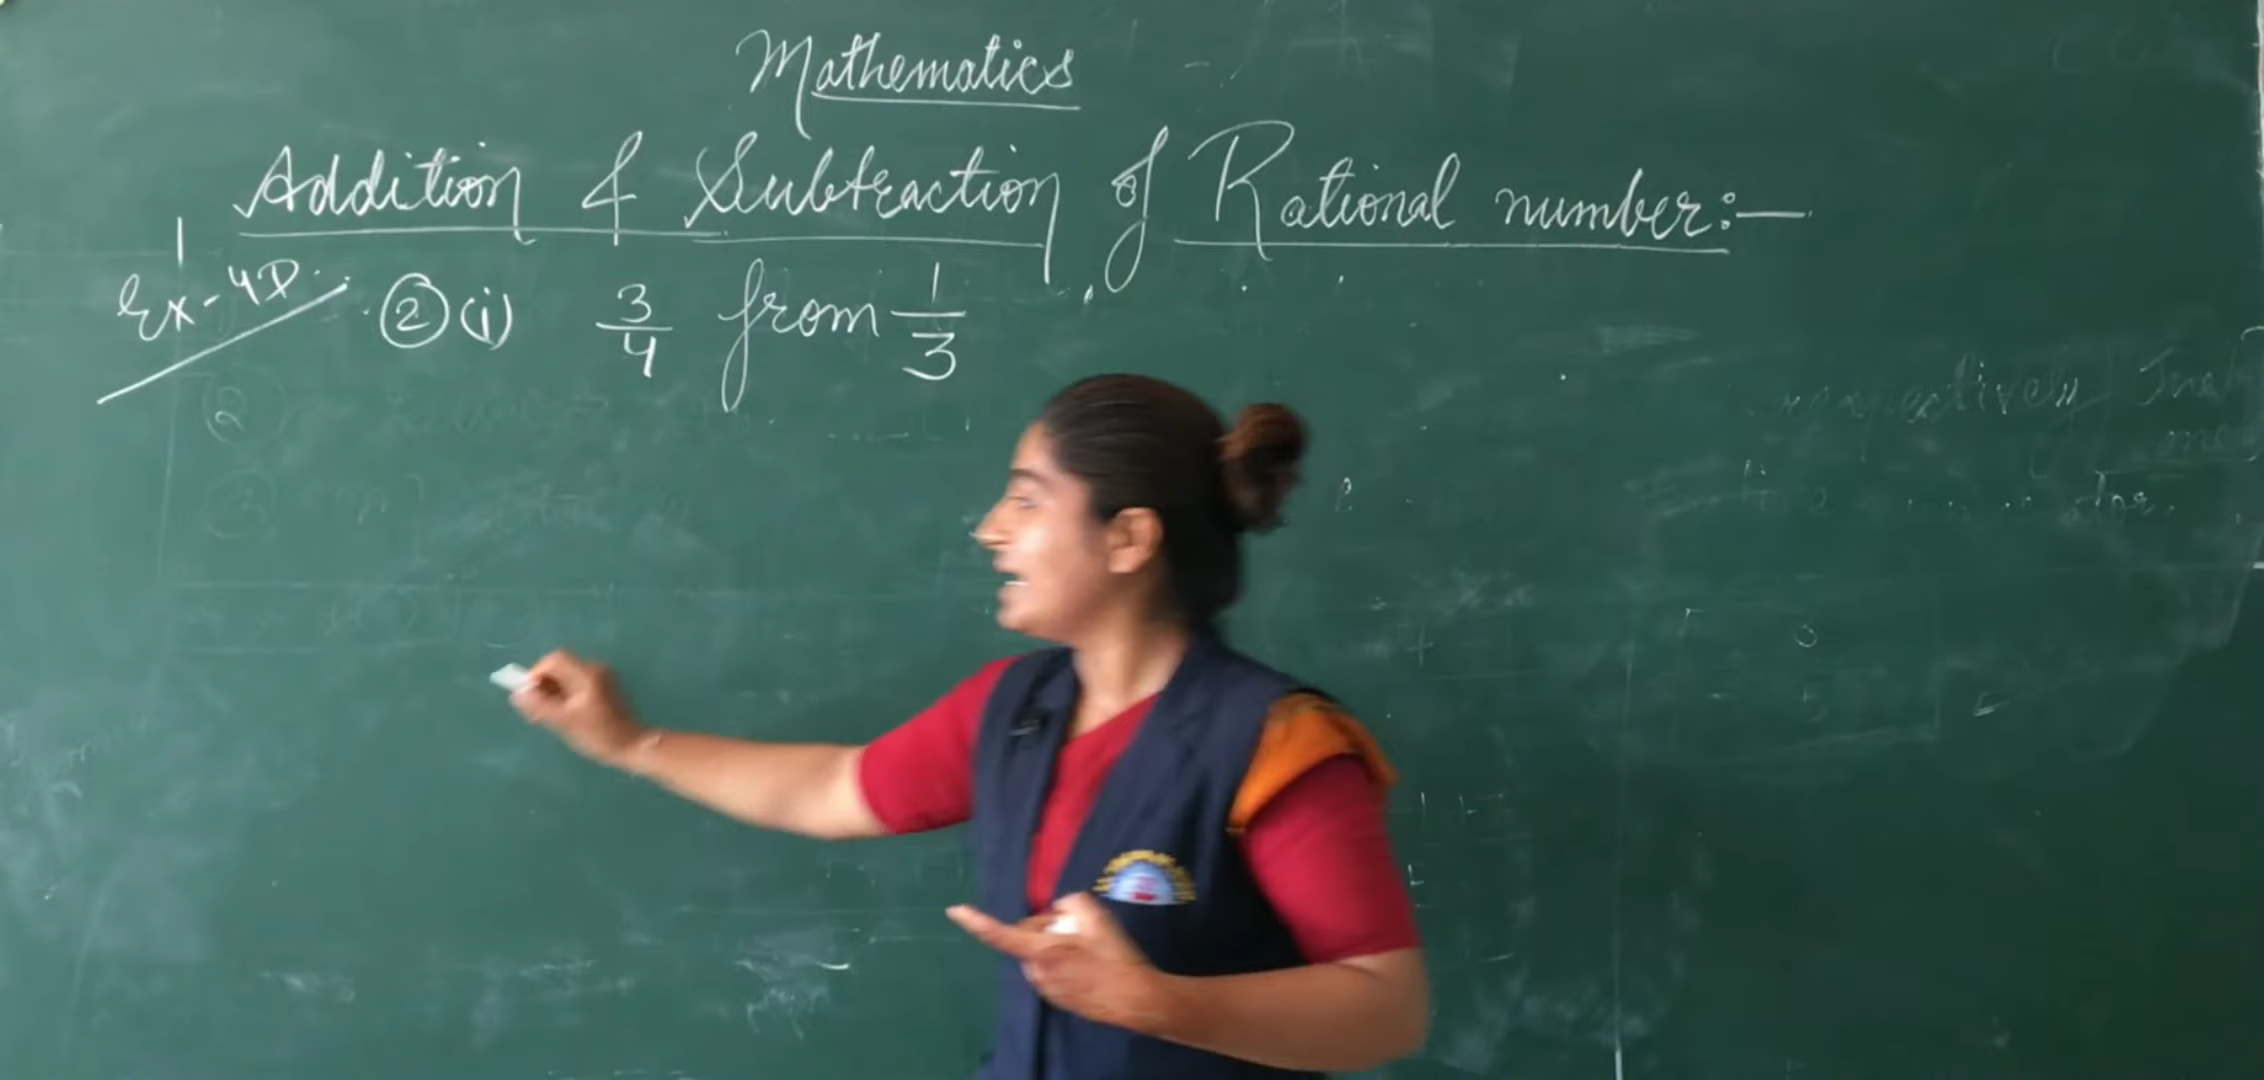 Mathematics
Addition & Subtraction of Rational number:—
Ex-4D. ② (i) 3/4 from 1/3